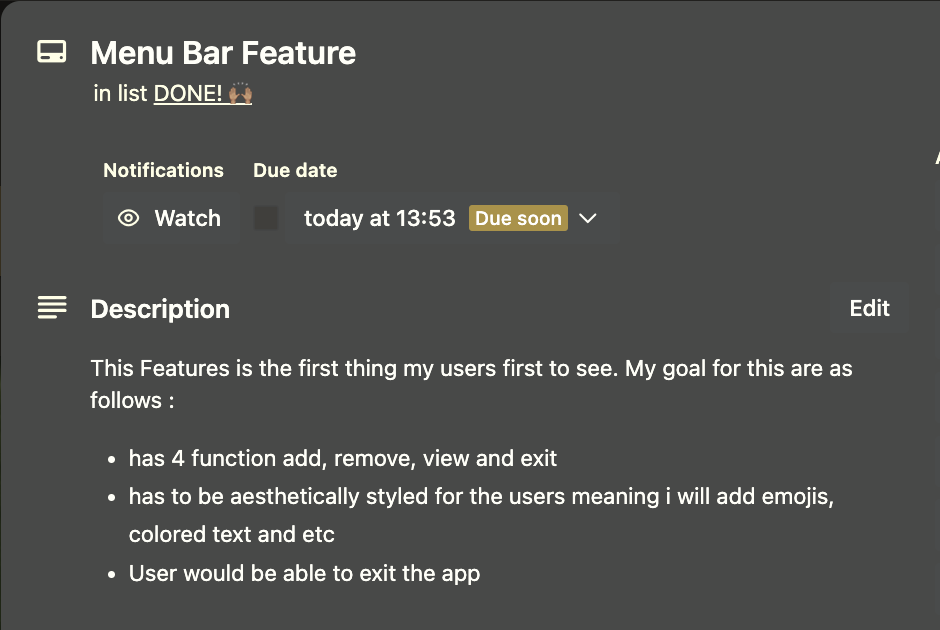 Menu Bar Feature
in list DONE! 🙌🏽
Notifications
Due date
Watch
today at 13:53
Due soon
Description
Edit
This Features is the first thing my users first to see. My goal for this are as
follows :
• has 4 function add, remove, view and exit
• has to be aesthetically styled for the users meaning i will add emojis,
colored text and etc
• User would be able to exit the app